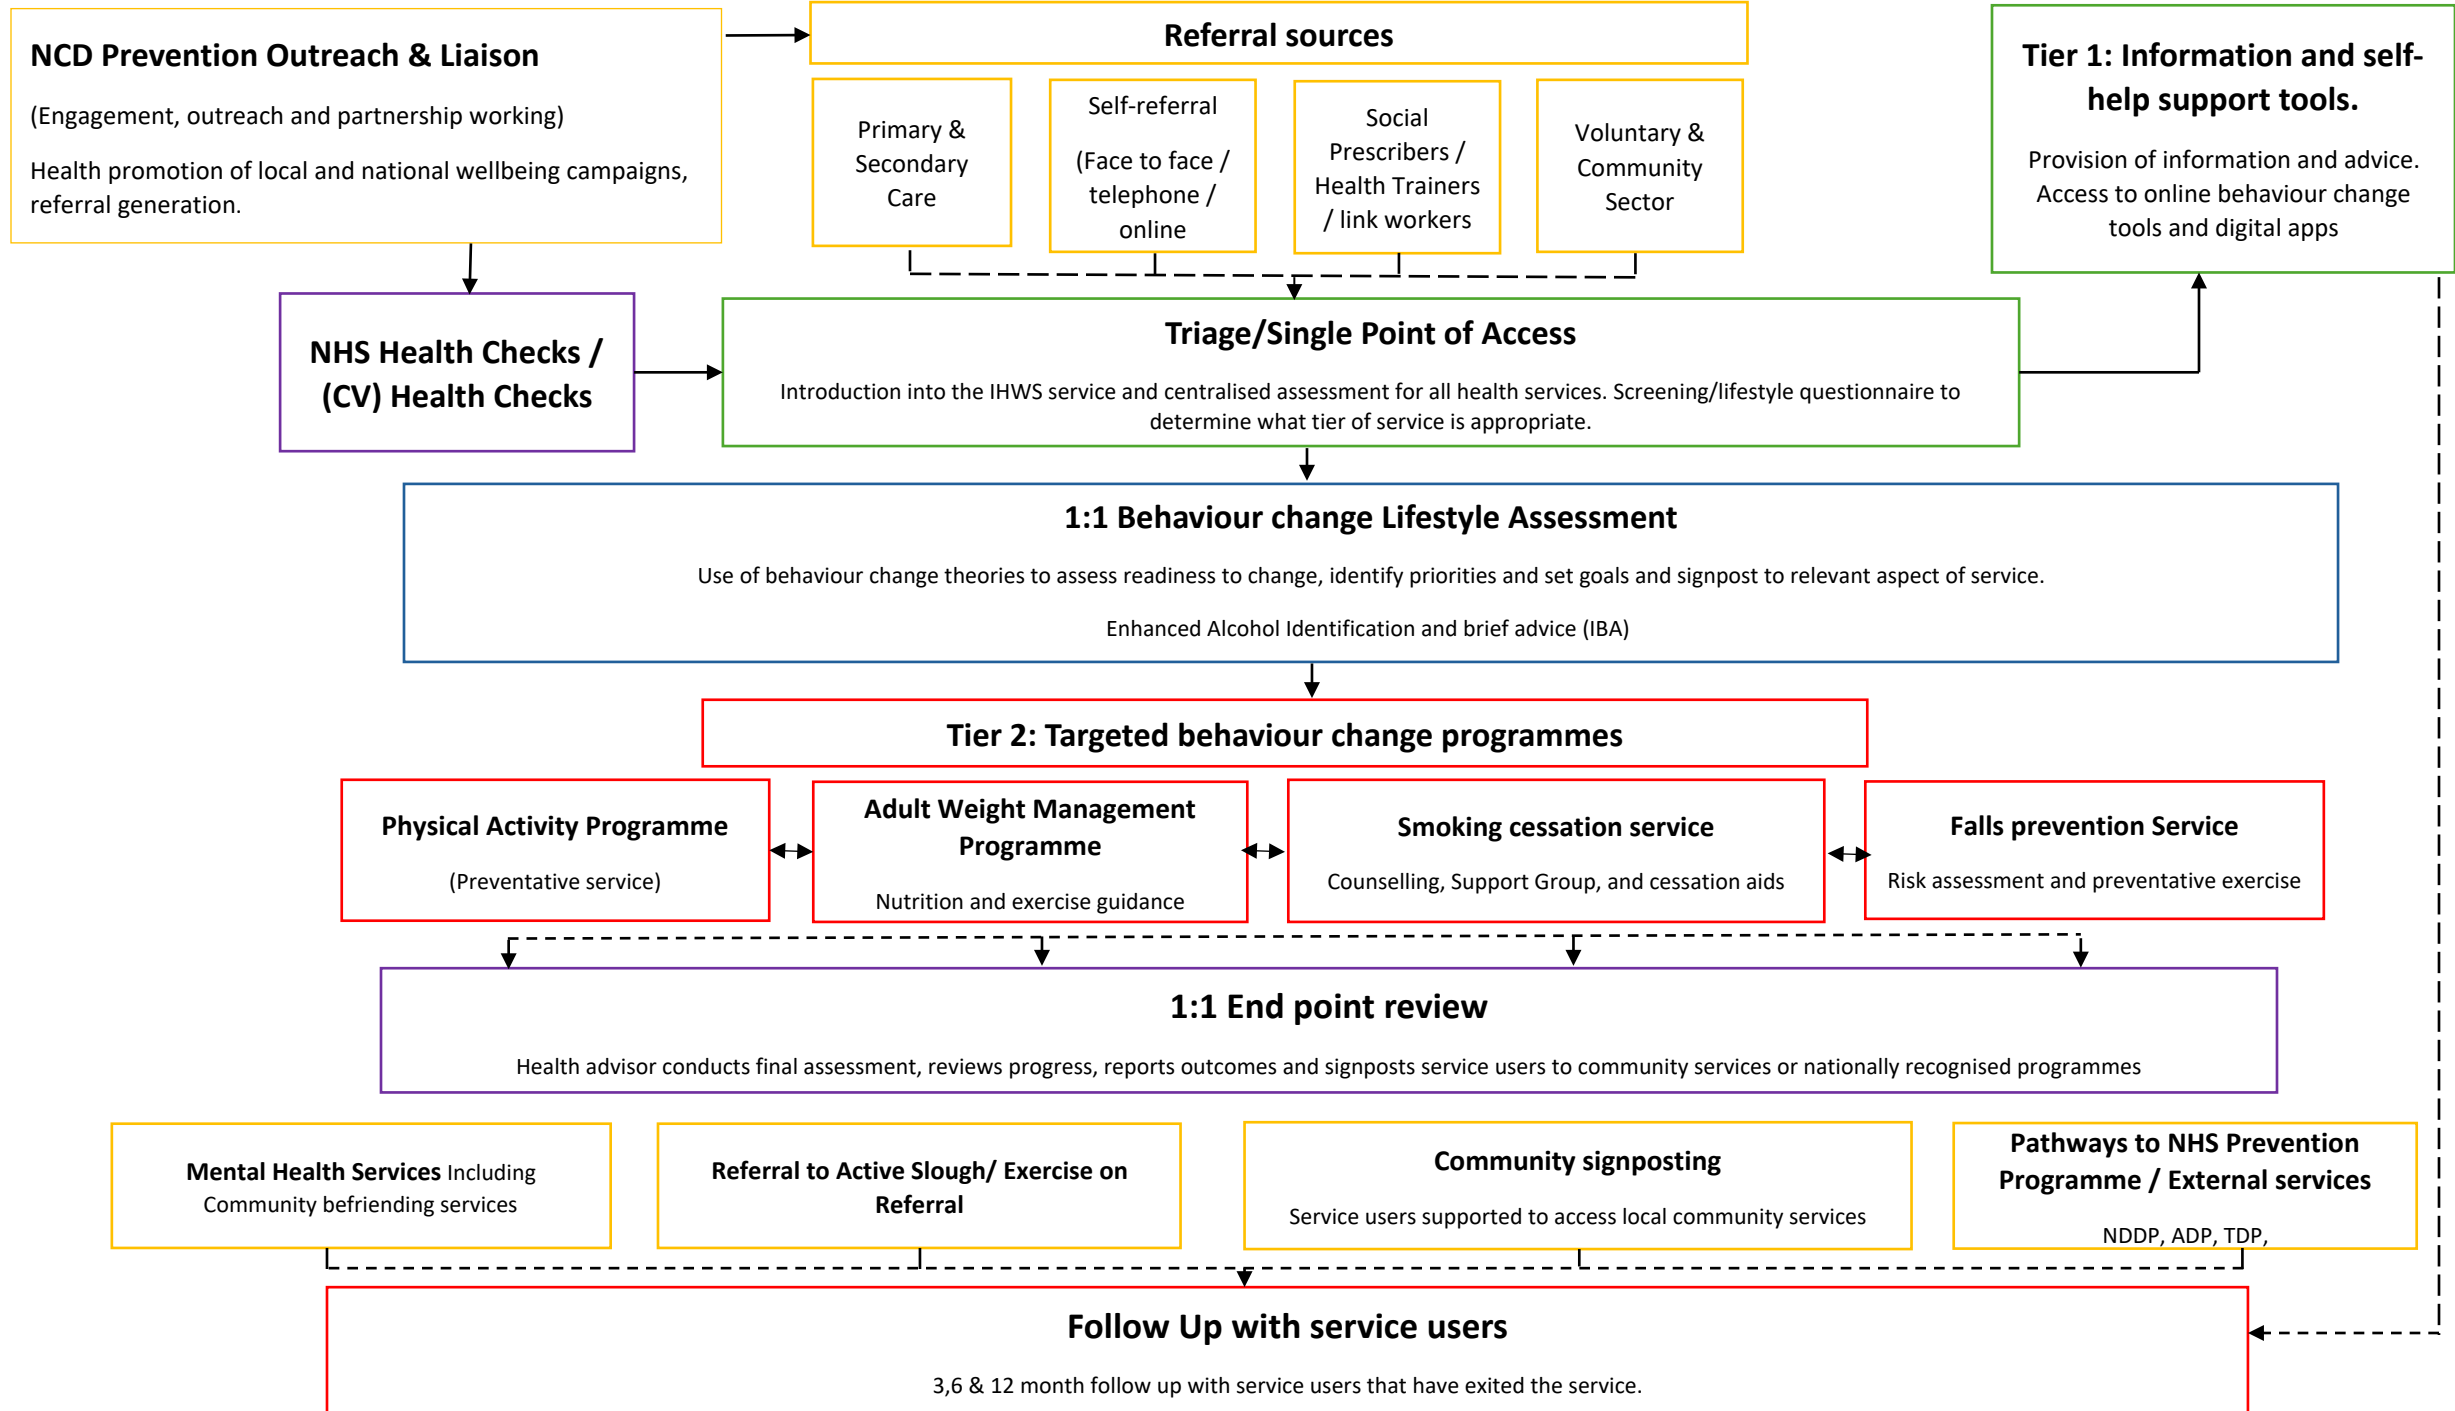 NCD Prevention Outreach & Liaison
(Engagement, outreach and partnership working)
Health promotion of local and national wellbeing campaigns,
referral generation.
Referral sources
Primary &
Secondary
Care
Self-referral
(Face to face /
telephone /
online
Social
Prescribers /
Health Trainers
/ link workers
Voluntary &
Community
Sector
Tier 1: Information and self-
help support tools.
Provision of information and advice.
Access to online behaviour change
tools and digital apps
NHS Health Checks /
(CV) Health Checks
Triage/Single Point of Access
Introduction into the IHWS service and centralised assessment for all health services. Screening/lifestyle questionnaire to
determine what tier of service is appropriate.
1:1 Behaviour change Lifestyle Assessment
Use of behaviour change theories to assess readiness to change, identify priorities and set goals and signpost to relevant aspect of service.
Enhanced Alcohol Identification and brief advice (IBA)
Tier 2: Targeted behaviour change programmes
Physical Activity Programme
(Preventative service)
Adult Weight Management
Programme
Nutrition and exercise guidance
Smoking cessation service
Counselling, Support Group, and cessation aids
Falls prevention Service
Risk assessment and preventative exercise
1:1 End point review
Health advisor conducts final assessment, reviews progress, reports outcomes and signposts service users to community services or nationally recognised programmes
Mental Health Services Including
Community befriending services
Referral to Active Slough/ Exercise on
Referral
Community signposting
Service users supported to access local community services
Pathways to NHS Prevention
Programme / External services
NDDP, ADP, TDP,
Follow Up with service users
3,6 & 12 month follow up with service users that have exited the service.